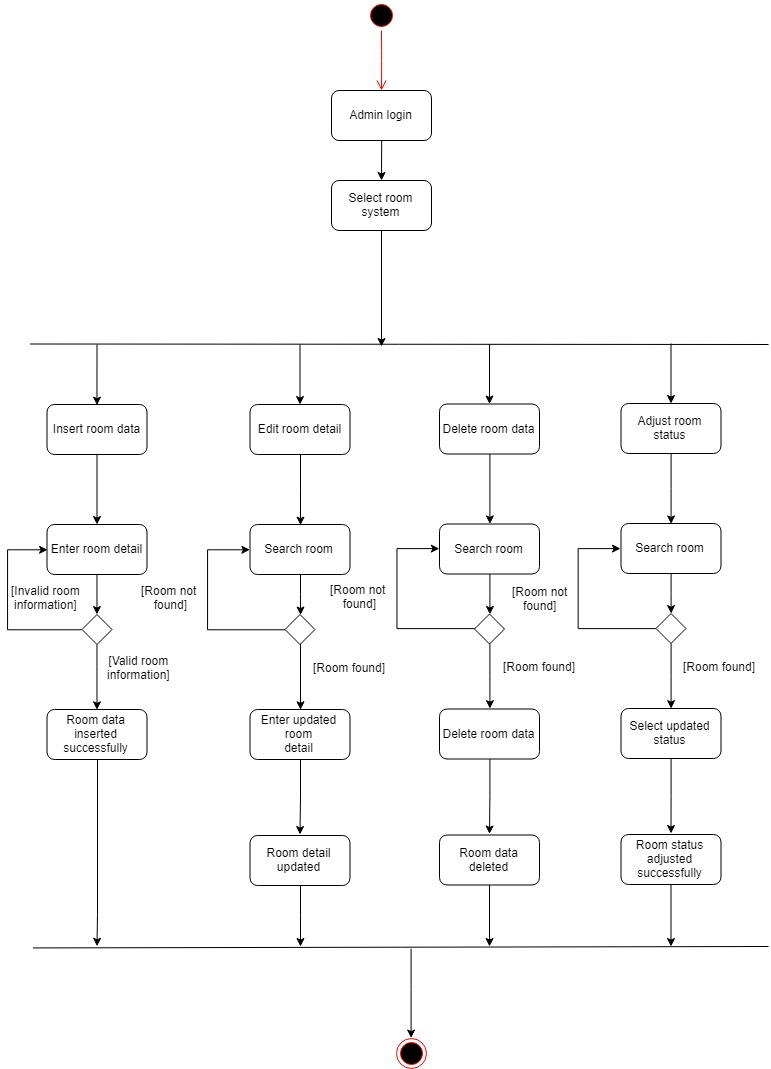 Admin login
Select room
system
Insert room data
Edit room detail
Delete room data
Adjust room
status
Enter room detail
Search room
Search room
Search room
[Invalid room
information]
[Room not
found]
[Room not
found]
[Room not
found]
[Valid room
information]
[Room found]
[Room found]
[Room found]
Room data
inserted
successfully
Enter updated
room
detail
Delete room data
Select updated
status
Room detail
updated
Room data
deleted
Room status
adjusted
successfully